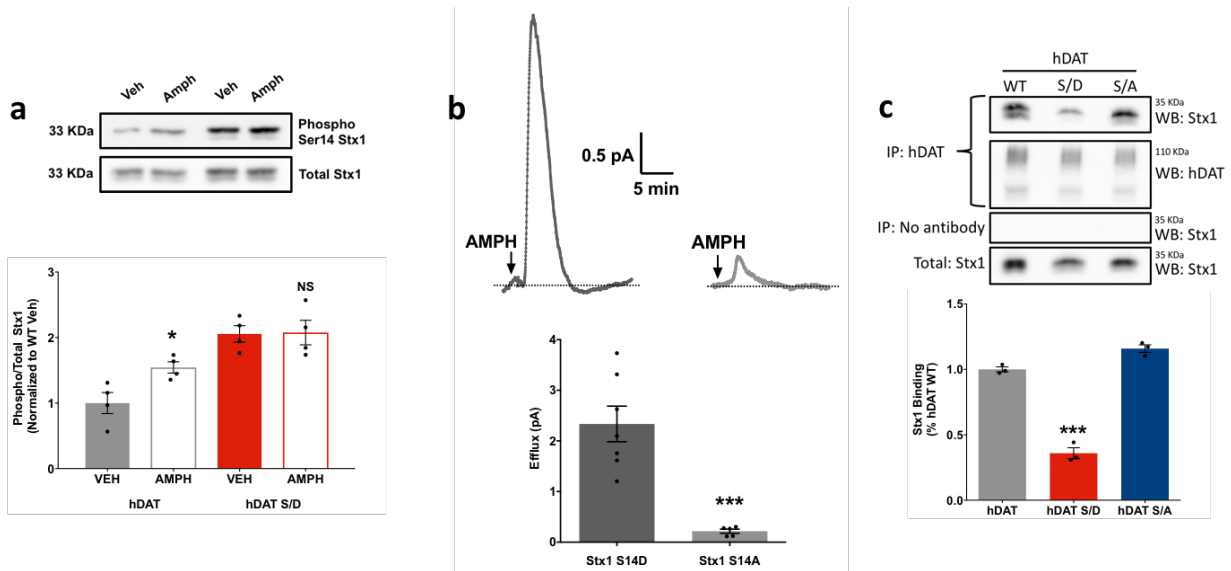 a
Veh Amph Veh Amph
33 KDa
Phospho
Ser14 Stx1
33 KDa
Total Stx1
Phospho/Total Stx1
(Normalized to WT Veh)
3
2
1
0
*
NS
VEH AMPH VEH AMPH
hDAT hDAT S/D
b
0.5 pA
5 min
AMPH
AMPH
Efflux (pA)
4
3
2
1
0
***
Stx1 S14D Stx1 S14A
c
hDAT
WT S/D S/A
IP: hDAT
35 KDa
WB: Stx1
110 KDa
WB: hDAT
IP: No antibody
35 KDa
WB: Stx1
Total: Stx1
35 KDa
WB: Stx1
Stx1 Binding
(% hDAT WT)
1.5
1.0
0.5
0.0
***
hDAT hDAT S/D hDAT S/A